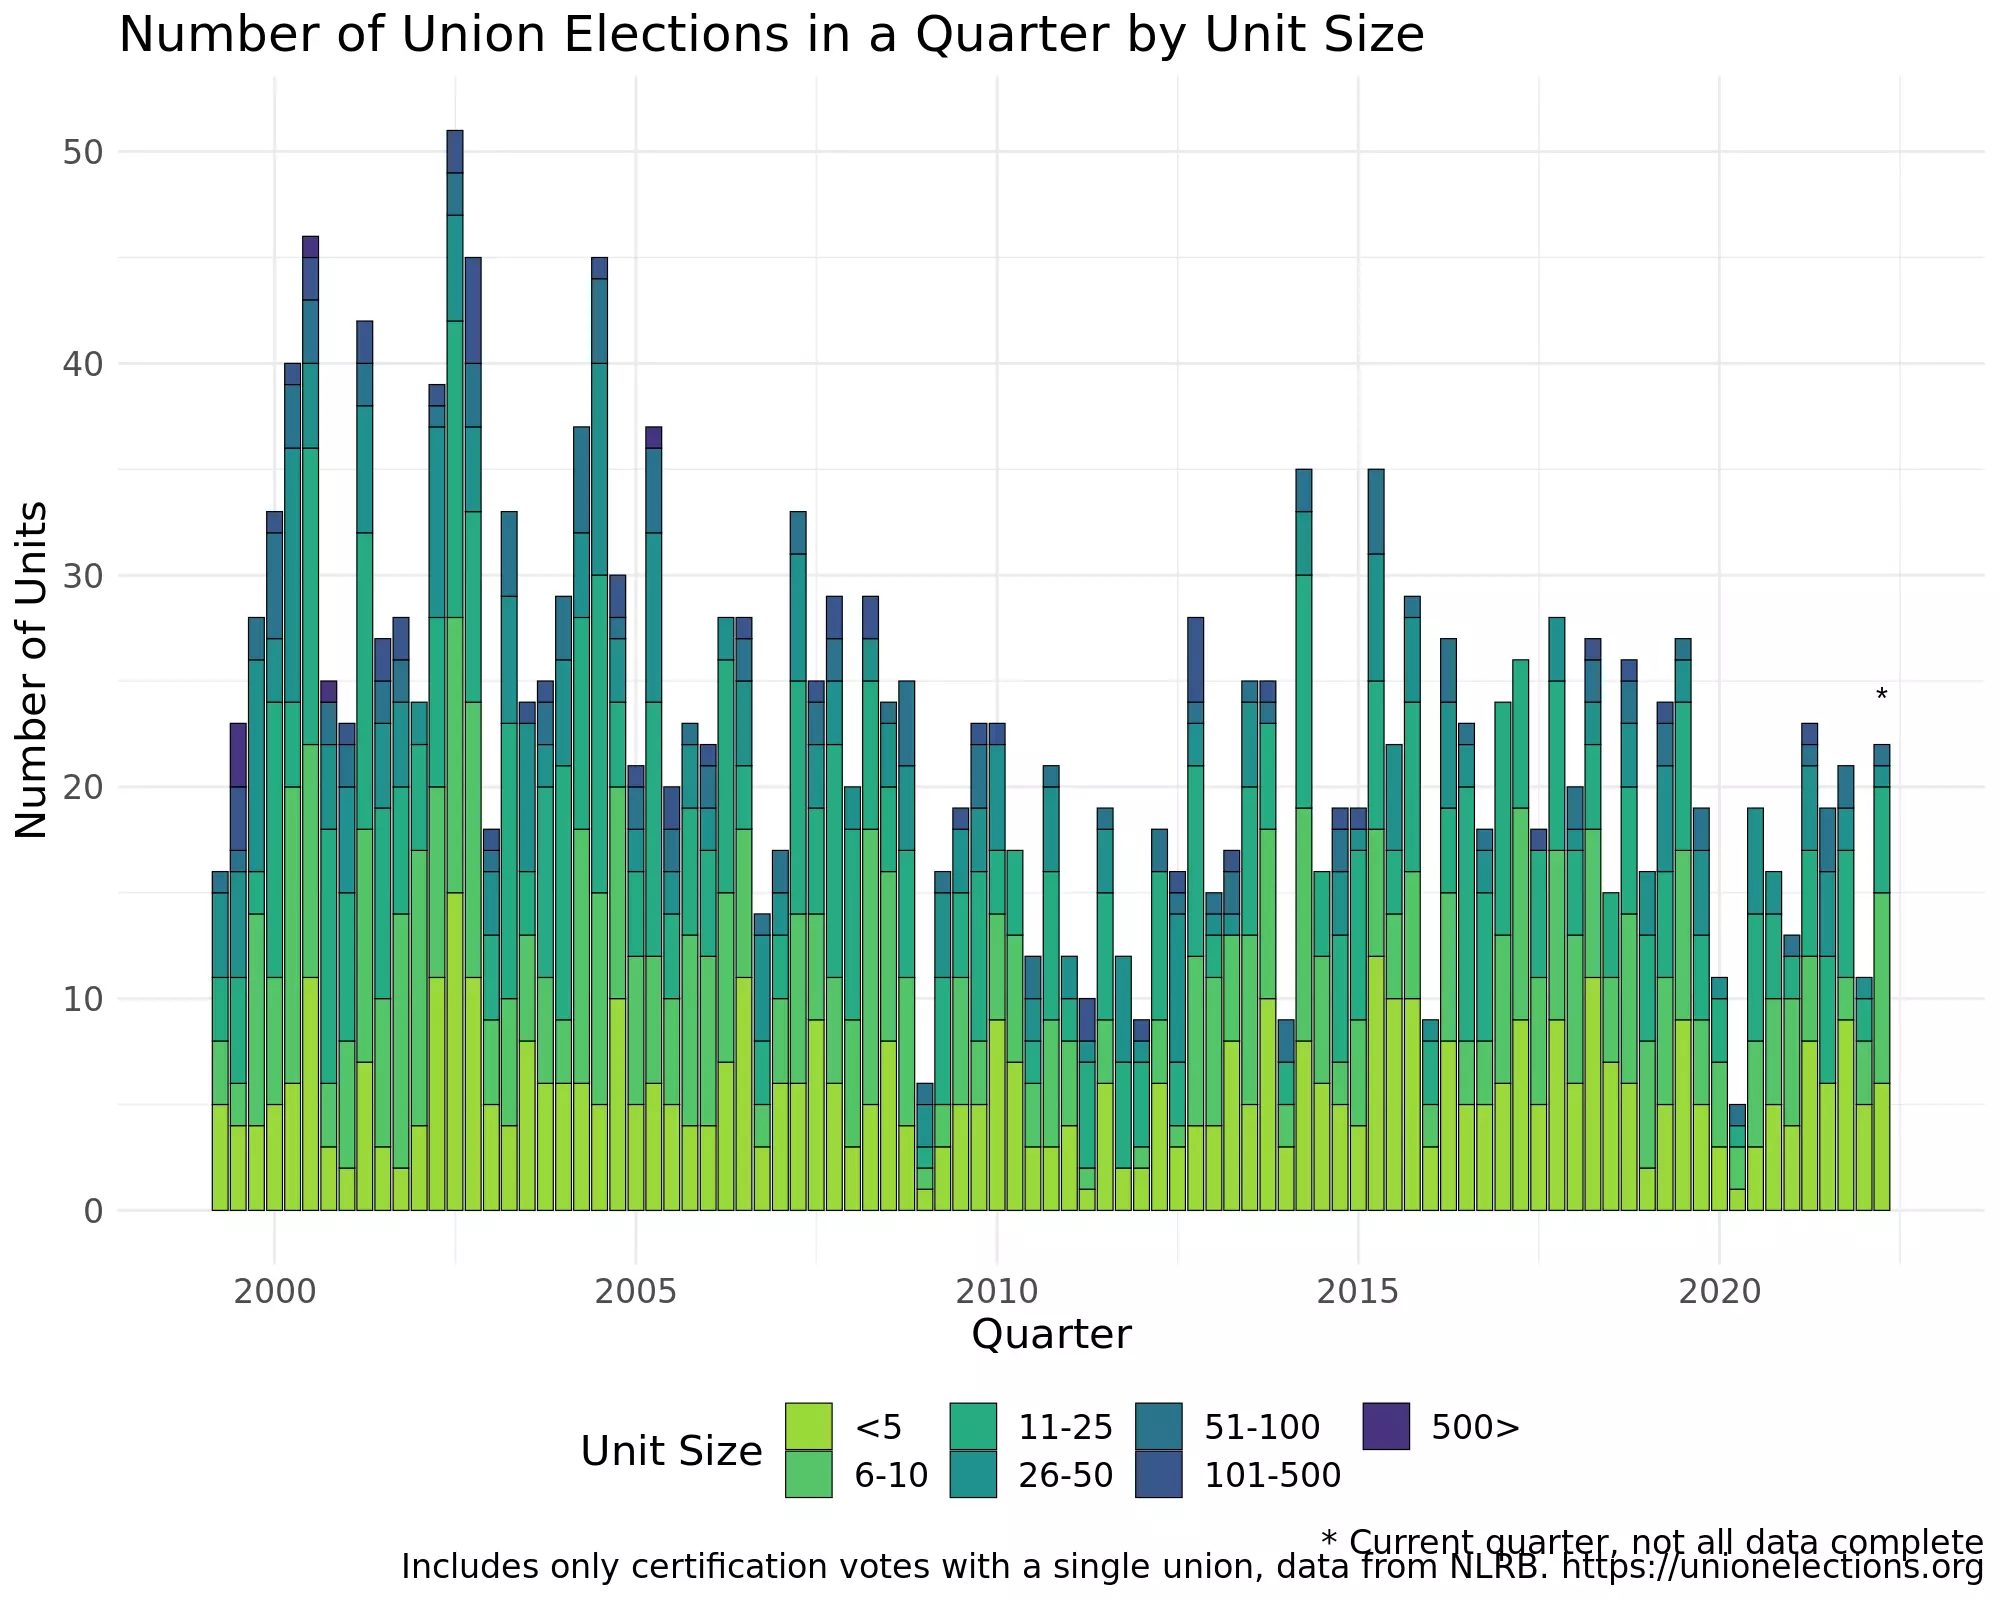 Number of Union Elections in a Quarter by Unit Size
Number of Units
50
40
30
20
10
0
*
2000 2005 2010 2015 2020
Quarter
Unit Size
<5 11-25 51-100 500>
6-10 26-50 101-500
* Current quarter, not all data complete
Includes only certification votes with a single union, data from NLRB. https://unionelections.org